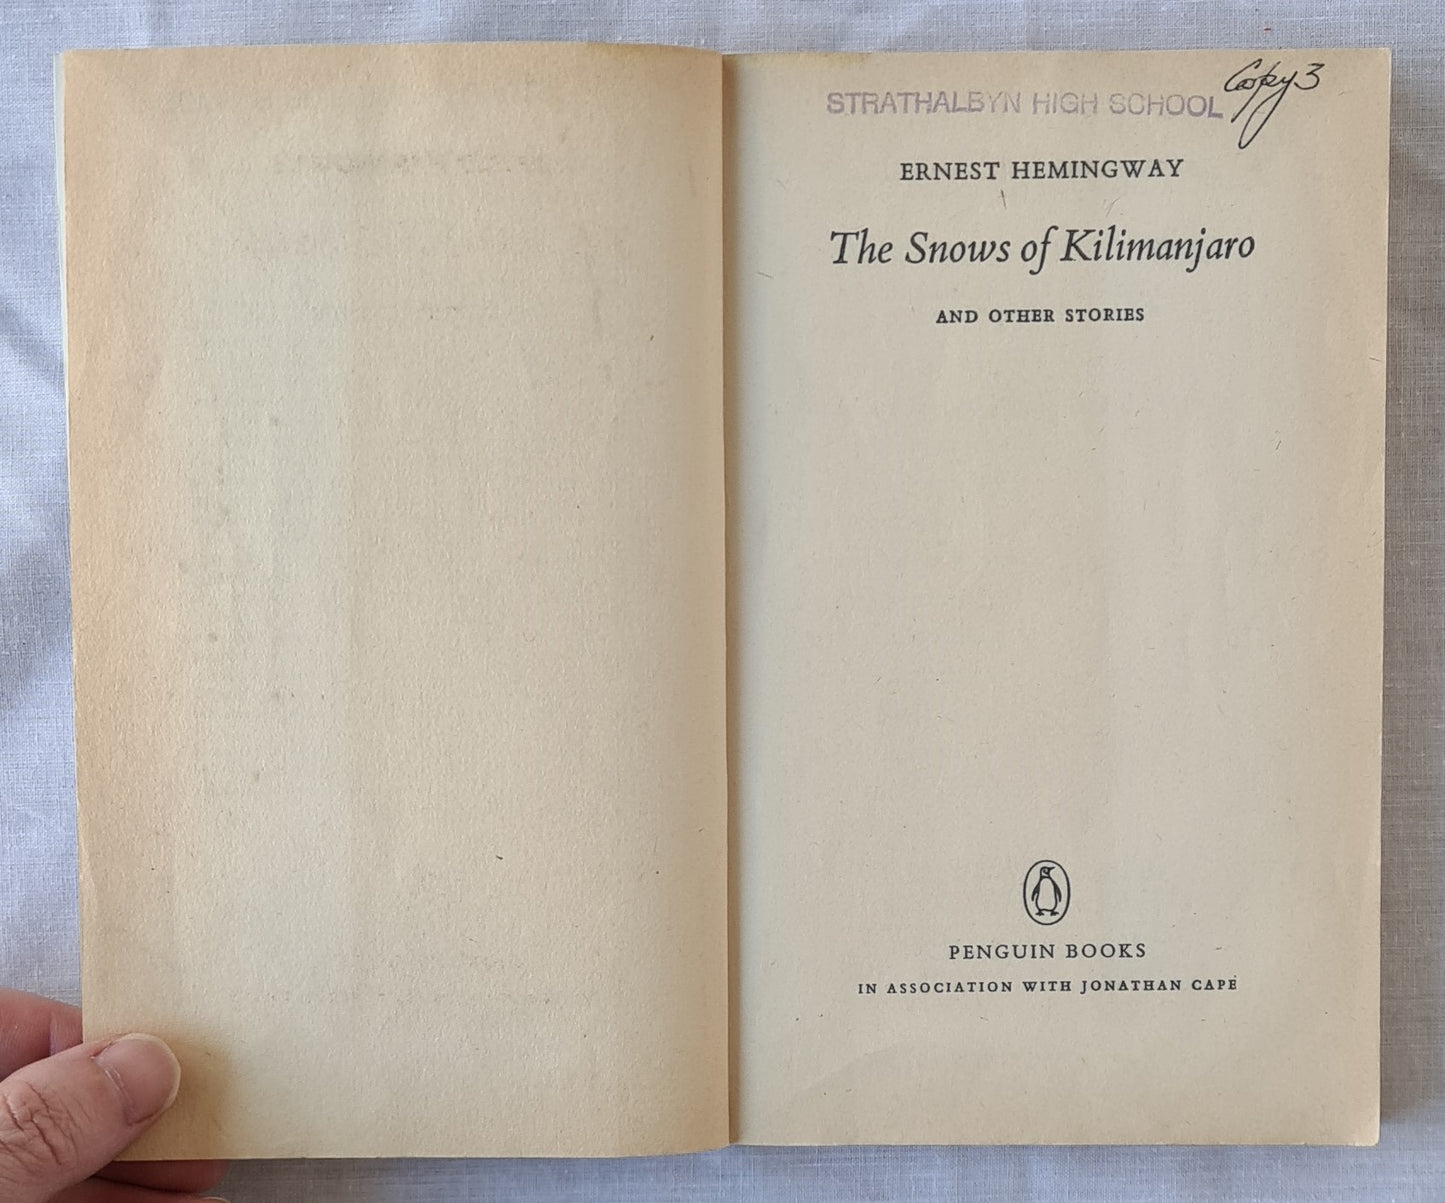 Copy 3
STRATHALBYN HIGH SCHOOL
ERNEST HEMINGWAY
The Snows of Kilimanjaro
AND OTHER STORIES
PENGUIN BOOKS
IN ASSOCIATION WITH JONATHAN CAPE